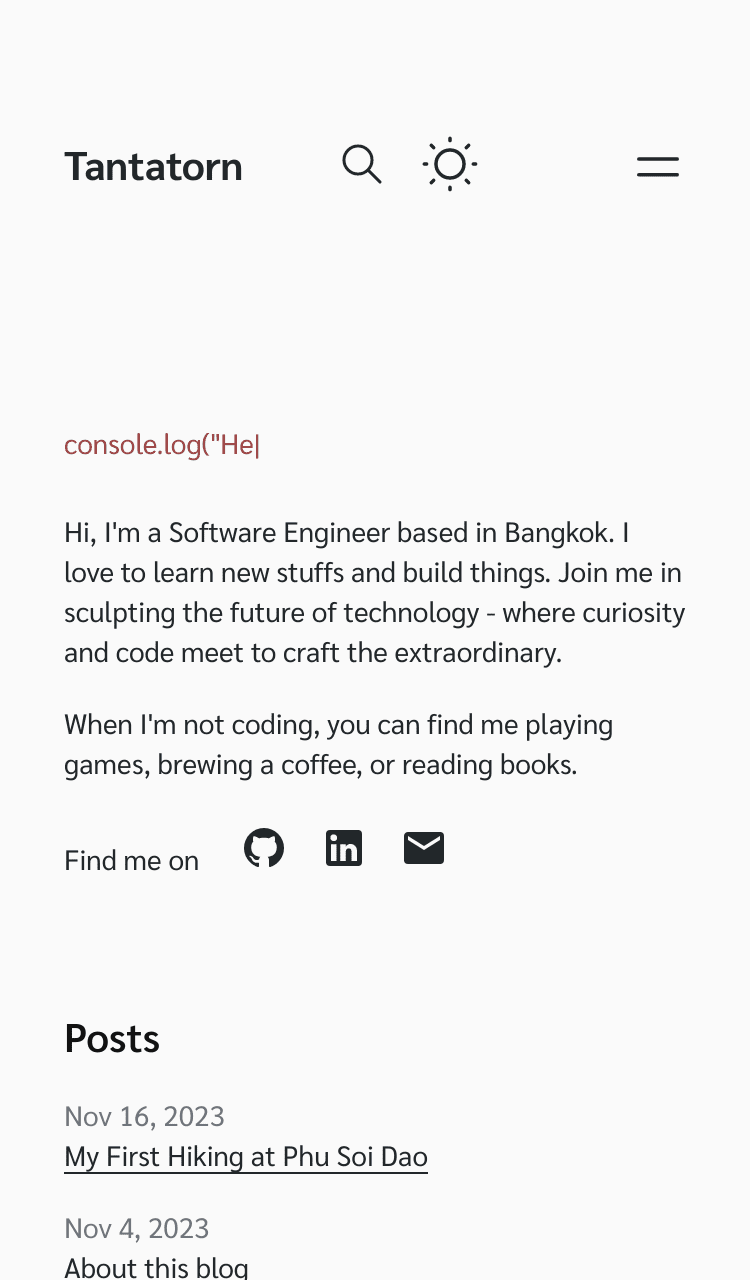 Tantatorn
console.log("He|
Hi, I'm a Software Engineer based in Bangkok. I
love to learn new stuffs and build things. Join me in
sculpting the future of technology - where curiosity
and code meet to craft the extraordinary.
When I'm not coding, you can find me playing
games, brewing a coffee, or reading books.
Find me on
Posts
Nov 16, 2023
My First Hiking at Phu Soi Dao
Nov 4, 2023
About this blog